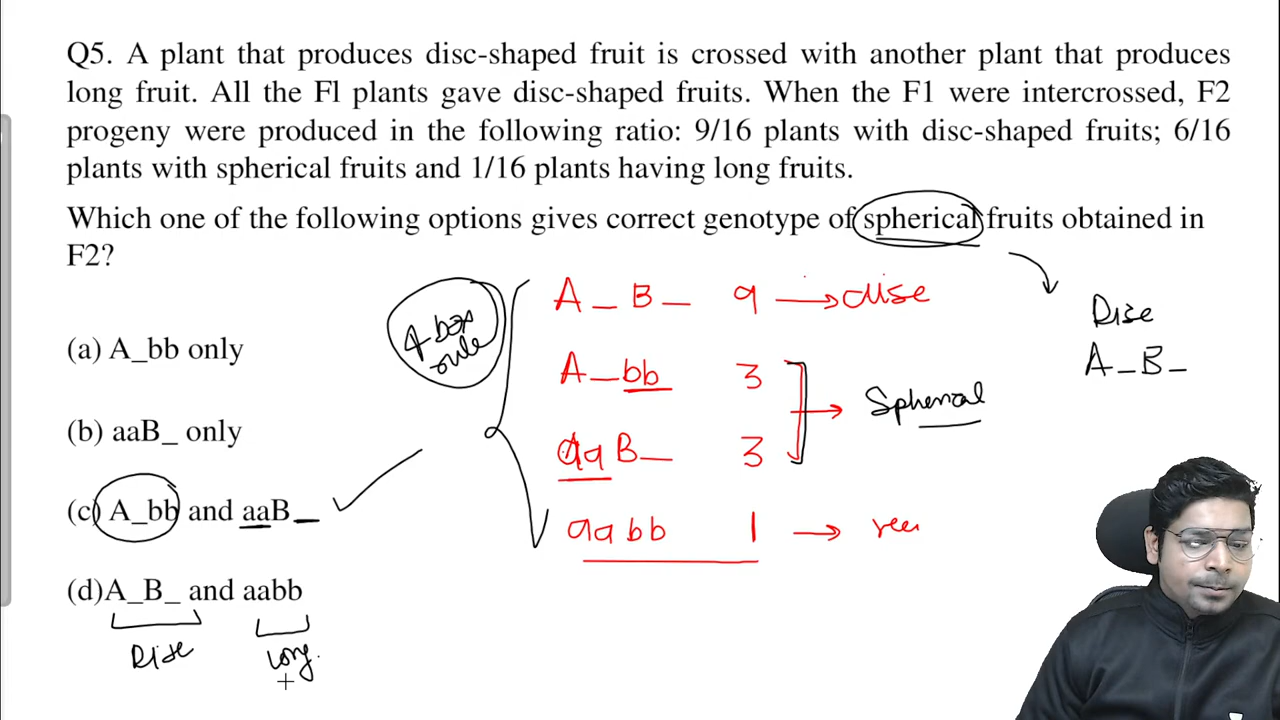 Q5. A plant that produces disc-shaped fruit is crossed with another plant that produces
long fruit. All the Fl plants gave disc-shaped fruits. When the F1 were intercrossed, F2
progeny were produced in the following ratio: 9/16 plants with disc-shaped fruits; 6/16
plants with spherical fruits and 1/16 plants having long fruits.
Which one of the following options gives correct genotype of spherical fruits obtained in
F2?
(a) A_bb only
(b) aaB_ only
(c) A_bb and aaB_
(d)A_B_ and aabb
Disc
long
4 box
rule
A_B_ 9 → disc
A_bb 3
aaB_ 3
Spherical
aabb 1 →
Disc
A_B_